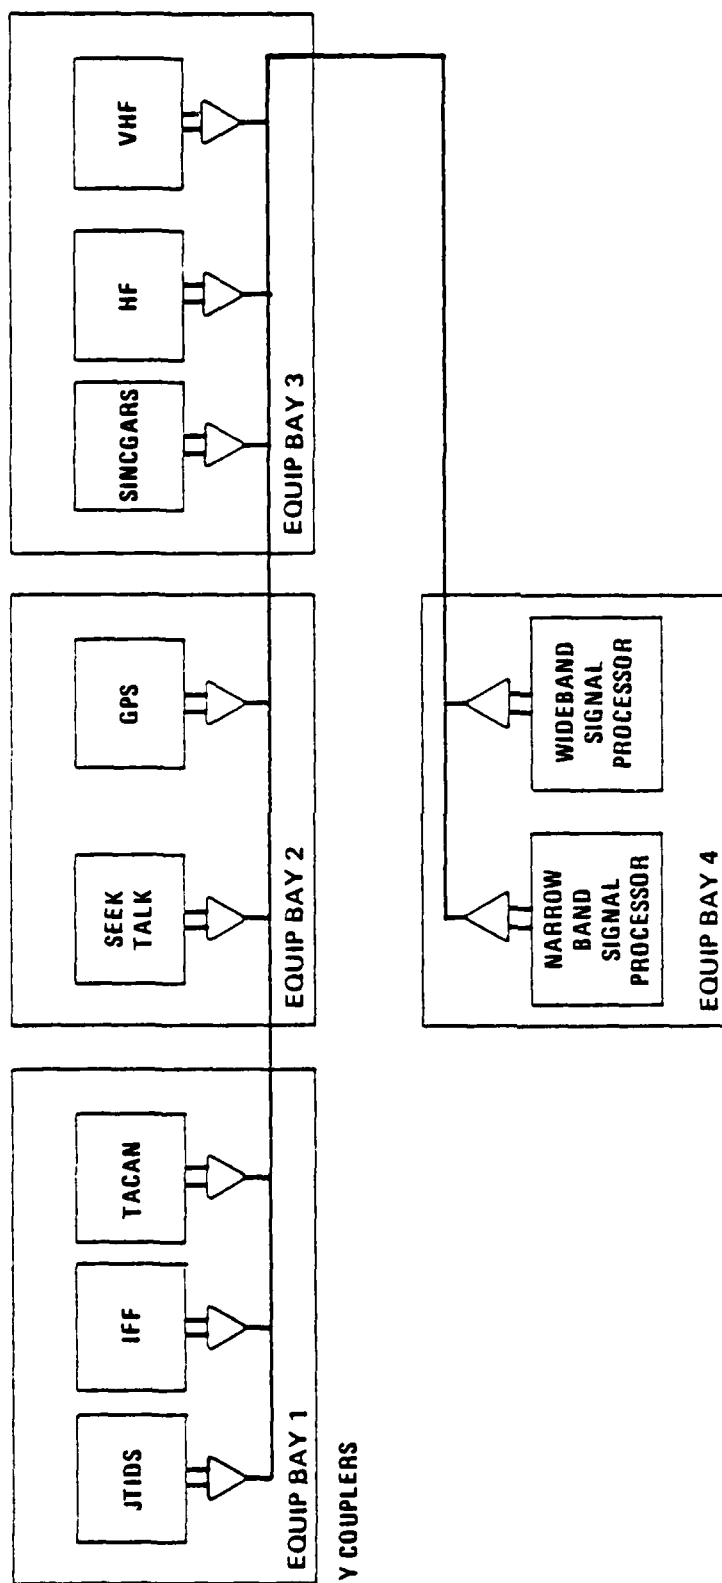 JTIDS
IFF
TACAN
EQUIP BAY 1
SEEK
TALK
GPS
EQUIP BAY 2
SINCGARS
HF
VHF
EQUIP BAY 3
Y COUPLERS
NARROW
BAND
SIGNAL
PROCESSOR
WIDEBAND
SIGNAL
PROCESSOR
EQUIP BAY 4